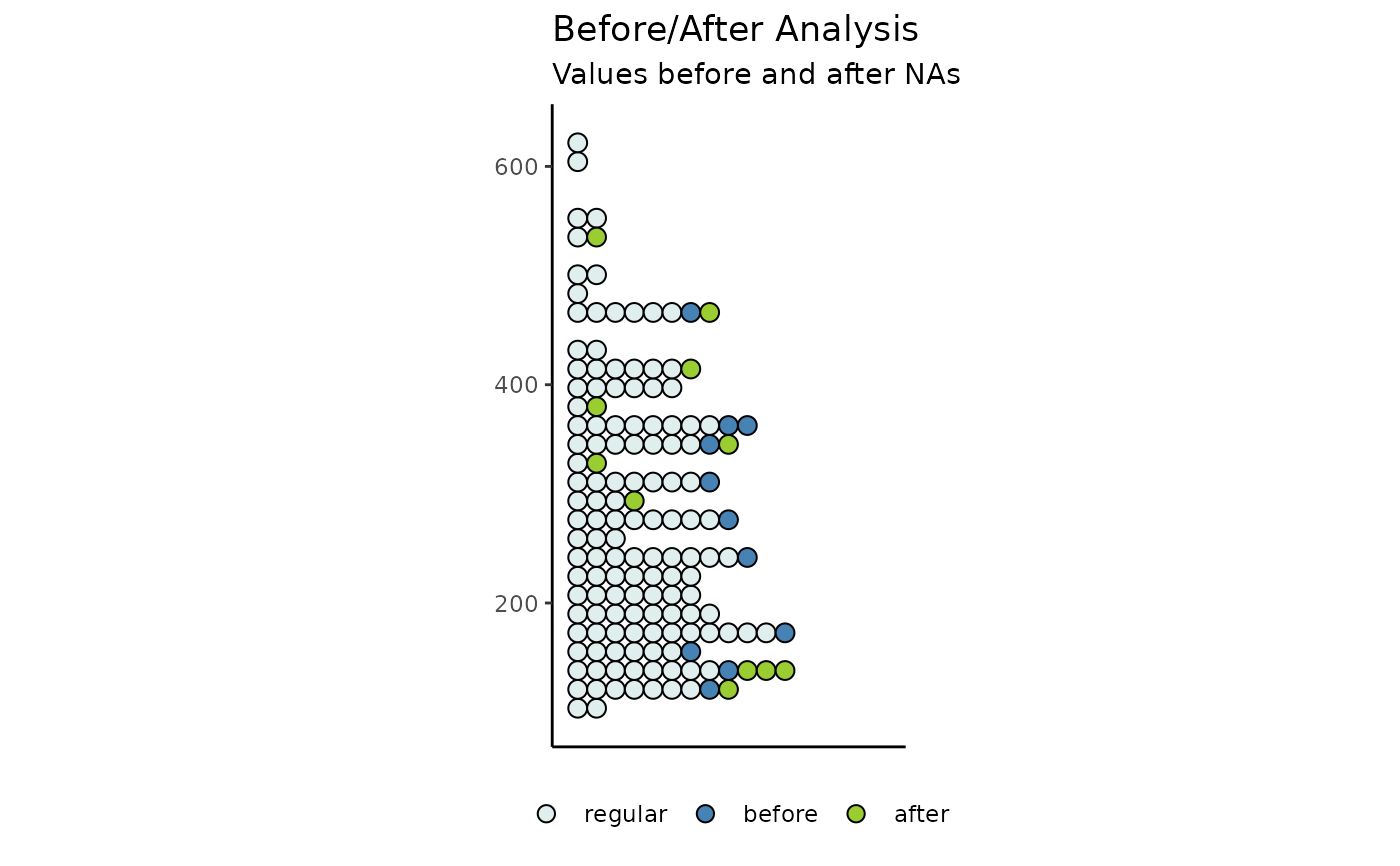 Before/After Analysis
Values before and after NAs
600
400
200
regular before after